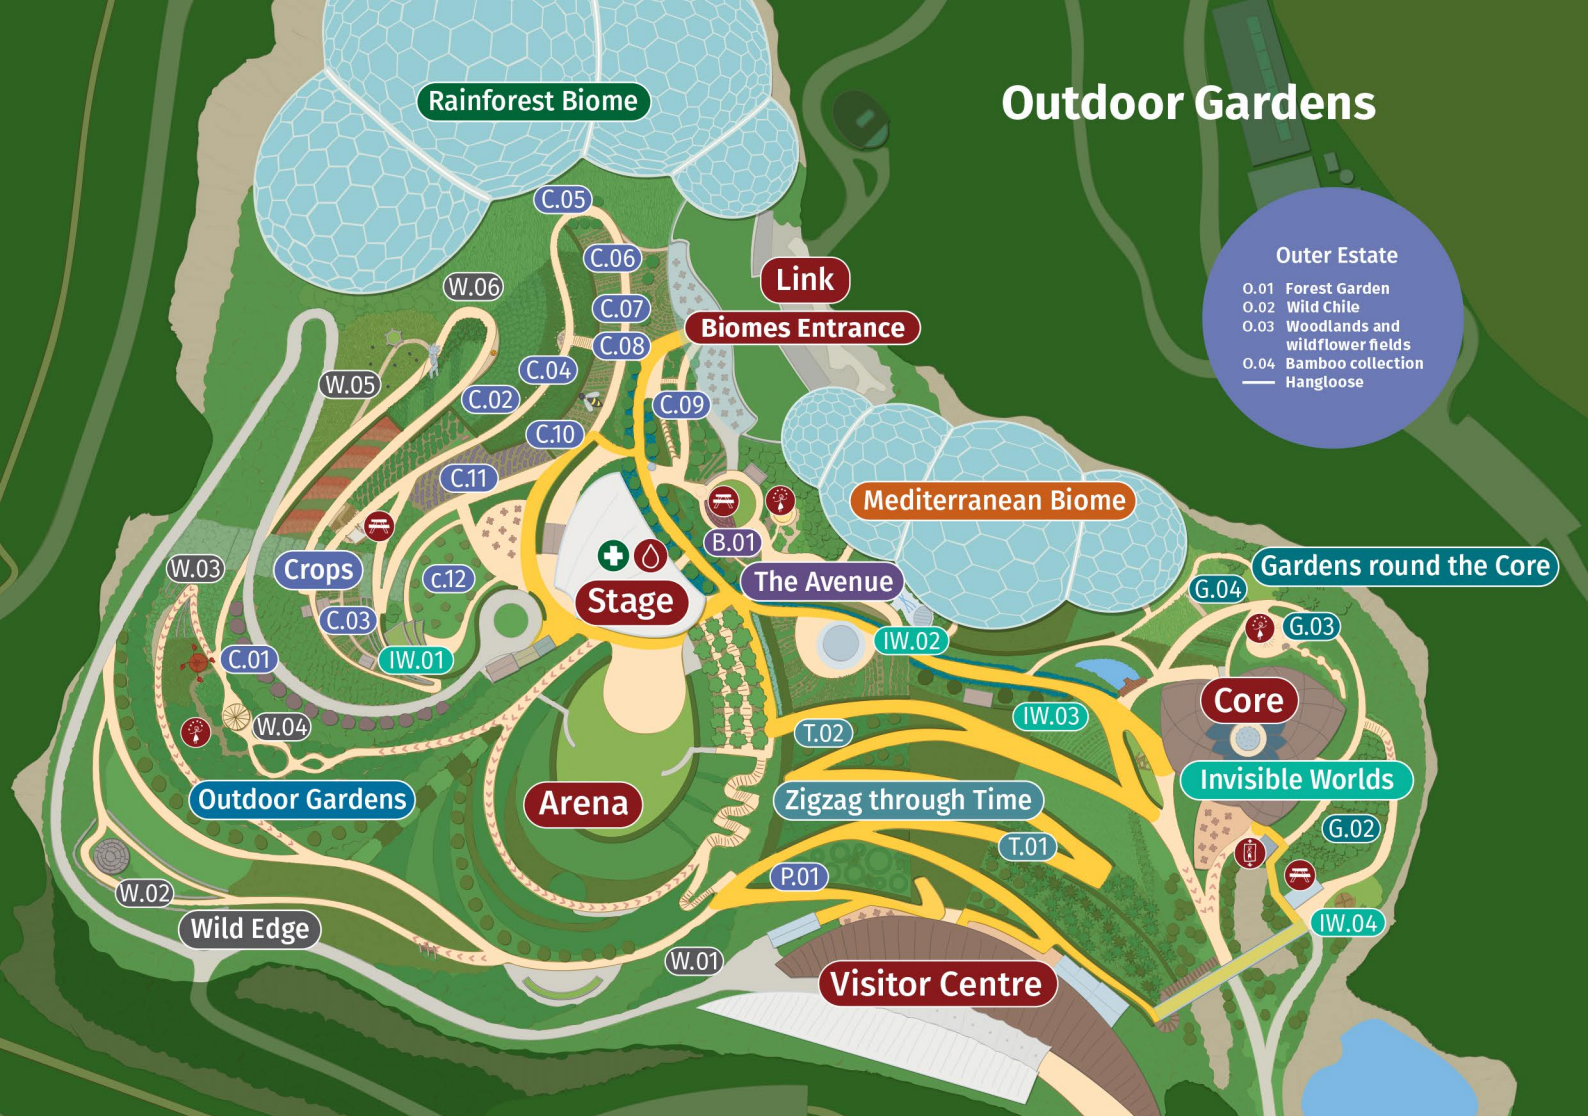 Outdoor Gardens
Rainforest Biome
C.05
C.06
Link
W.06
C.07
Biomes Entrance
C.08
C.04
W.05
C.02
C.09
C.10
C.11
Mediterranean Biome
B.01
The Avenue
Stage
W.03
Crops
C.12
C.03
C.01
IW.01
IW.02
Gardens round the Core
G.04
G.03
Core
IW.03
W.04
T.02
Outdoor Gardens
Arena
Zigzag through Time
Invisible Worlds
G.02
T.01
P.01
W.02
Wild Edge
IW.04
W.01
Visitor Centre
Outer Estate
O.01 Forest Garden
O.02 Wild Chile
O.03 Woodlands and
wildflower fields
O.04 Bamboo collection
Hangloose